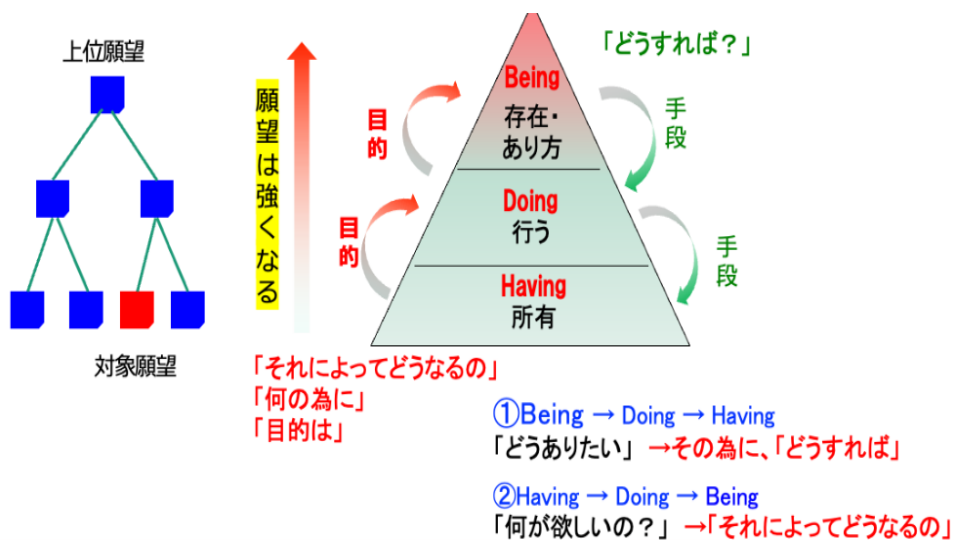 上位願望
対象願望
願望は強くなる
「どうすれば？」
Being
存在・
あり方
目的
手段
Doing
行う
目的
手段
Having
所有
「それによってどうなるの」
「何の為に」
「目的は」
①Being → Doing → Having
「どうありたい」 →その為に、「どうすれば」
②Having → Doing → Being
「何が欲しいの？」 →「それによってどうなるの」